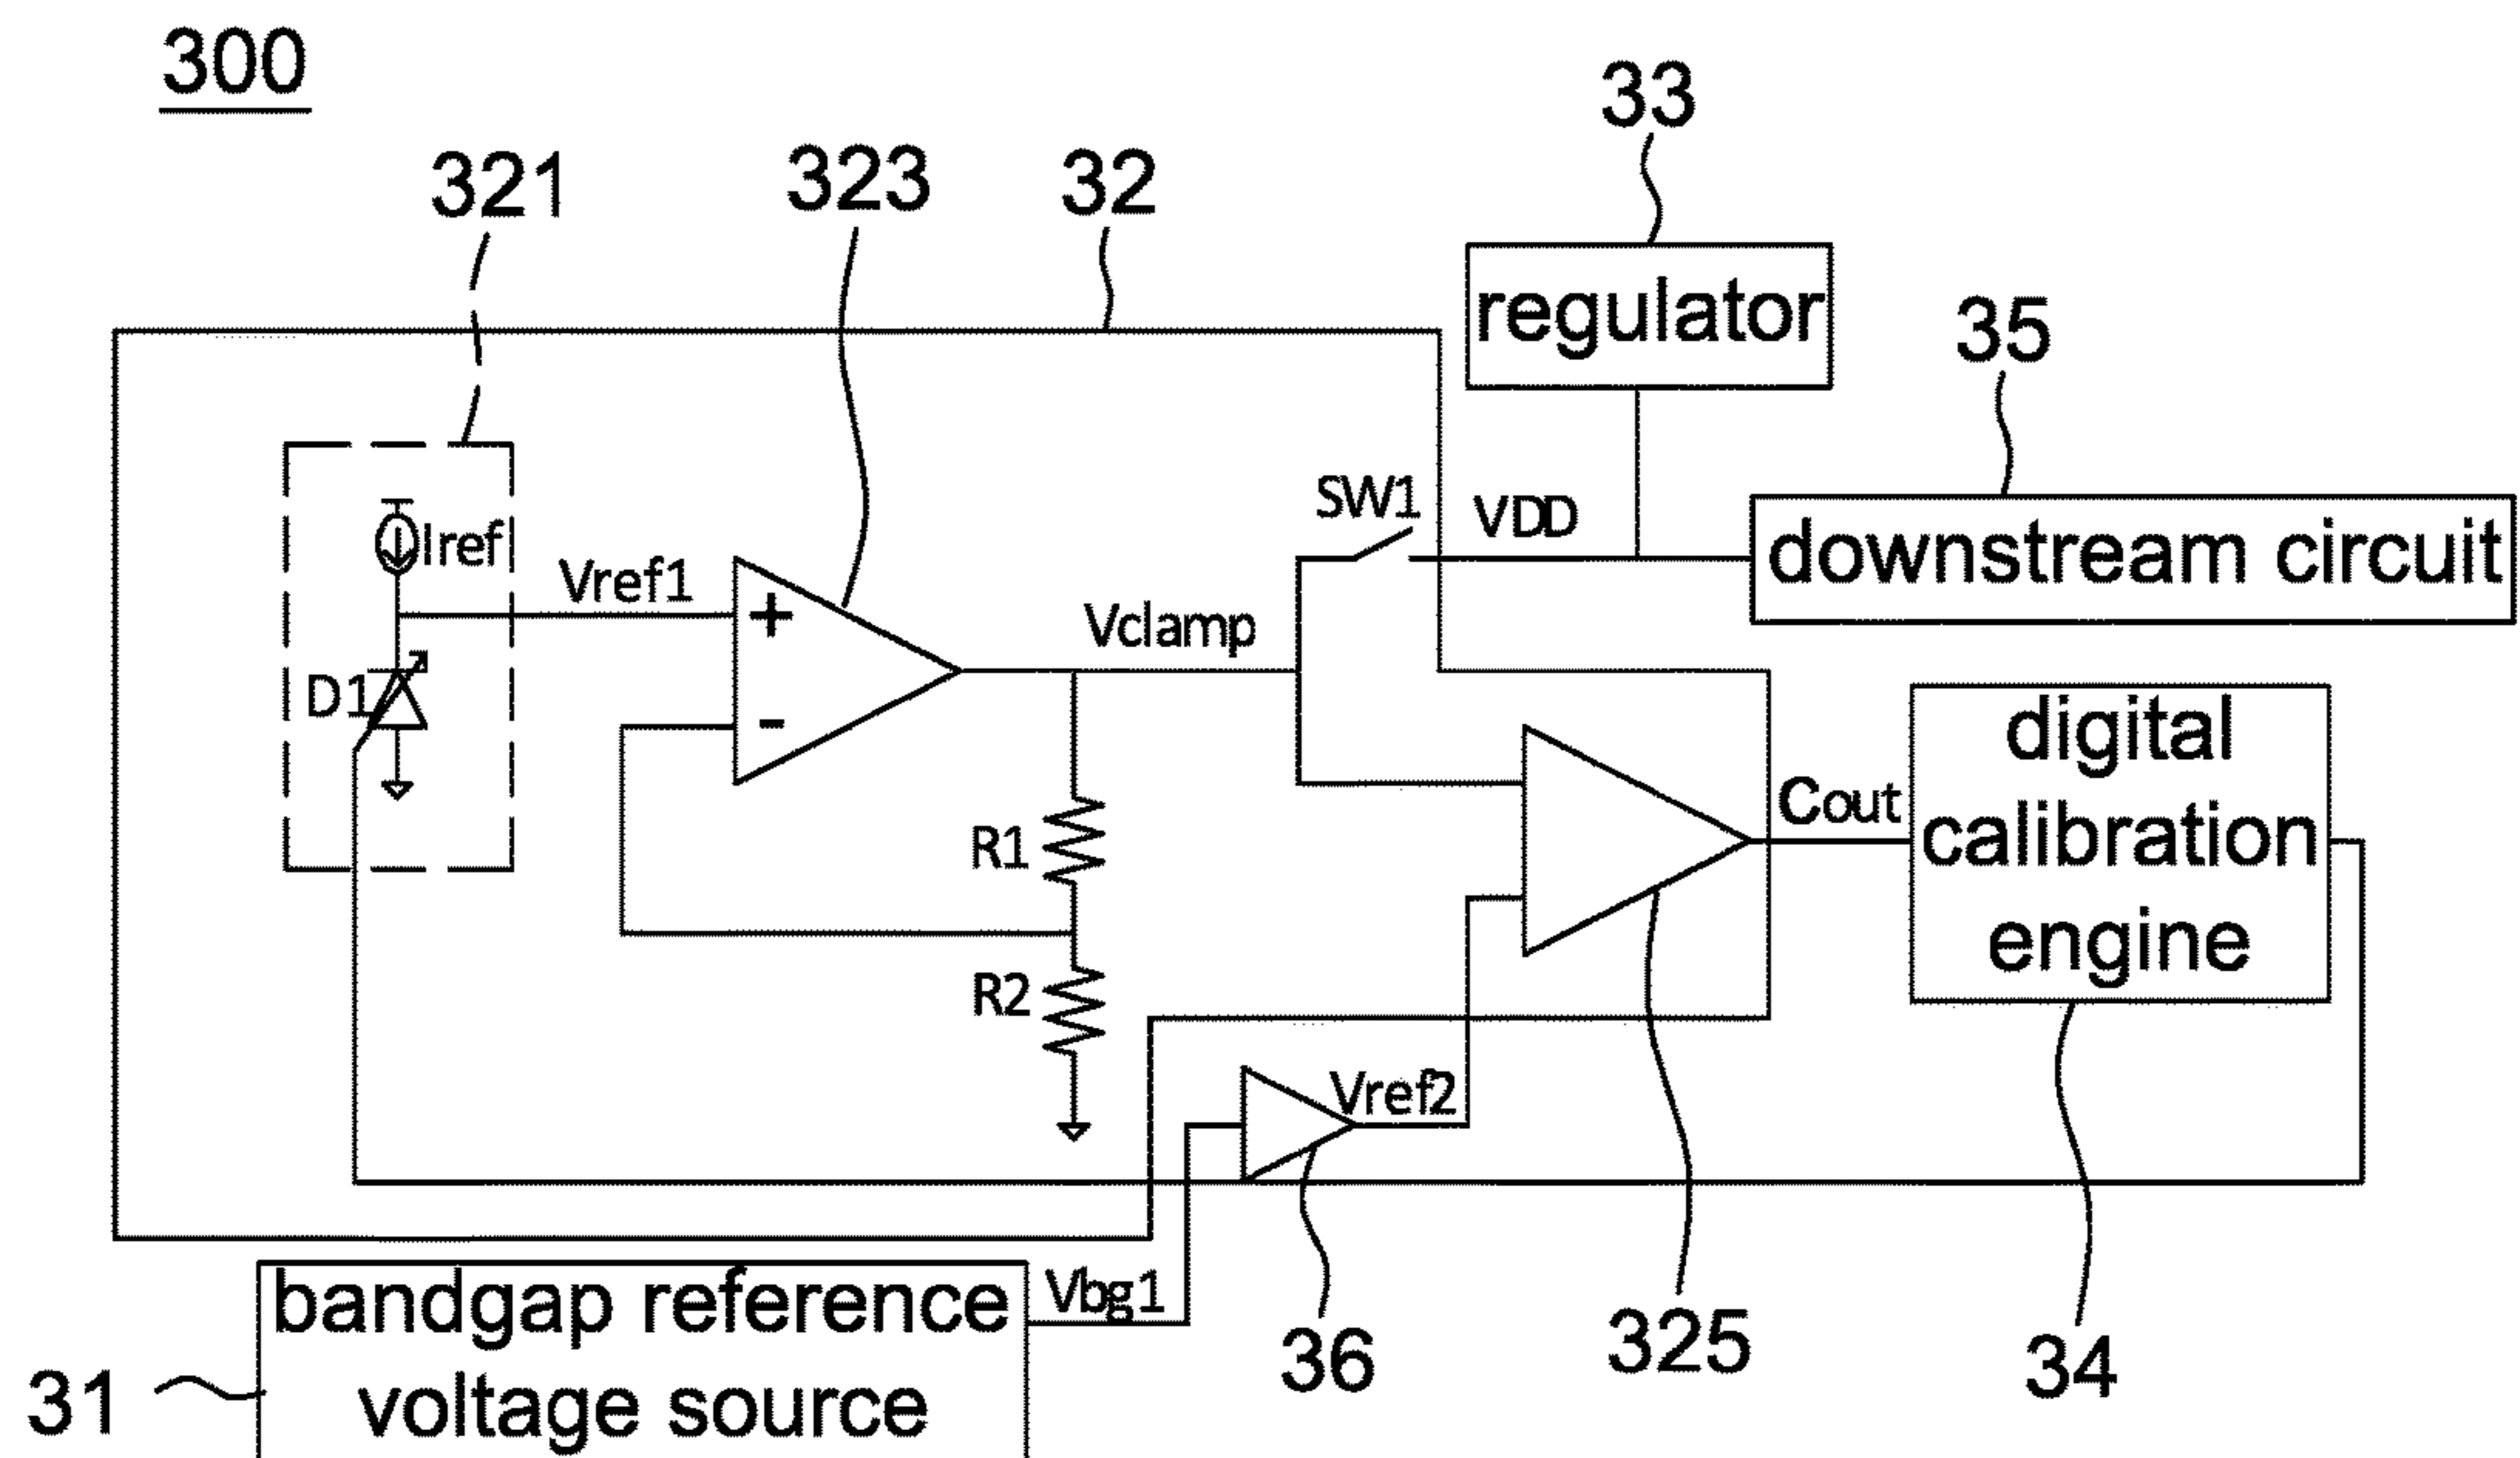 300
33
321
323
32
regulator
35
SW1
VDD
Iref
downstream circuit
Vref1
+
Vclamp
D1
-
digital
calibration
engine
Cout
R1
R2
Vref2
bandgap reference
voltage source
Vbg1
36
325
34
31